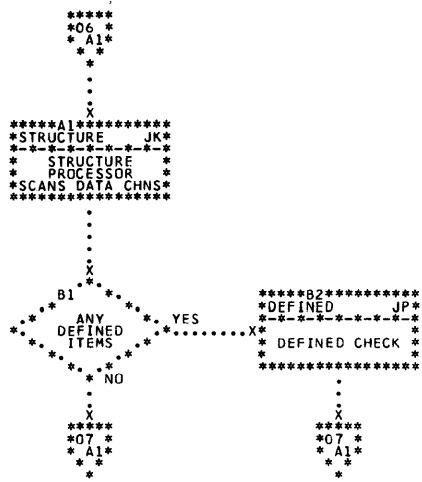 06
A1
A1
STRUCTURE JK
STRUCTURE
PROCESSOR
SCANS DATA CHNS
B1
ANY
DEFINED
ITEMS
YES
NO
B2
DEFINED JP
DEFINED CHECK
07
A1
07
A1